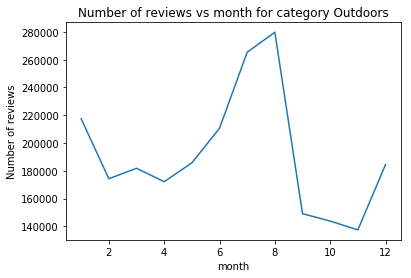 Number of reviews vs month for category Outdoors
Number of reviews
280000
260000
240000
220000
200000
180000
160000
140000
2 4 6 8 10 12
month